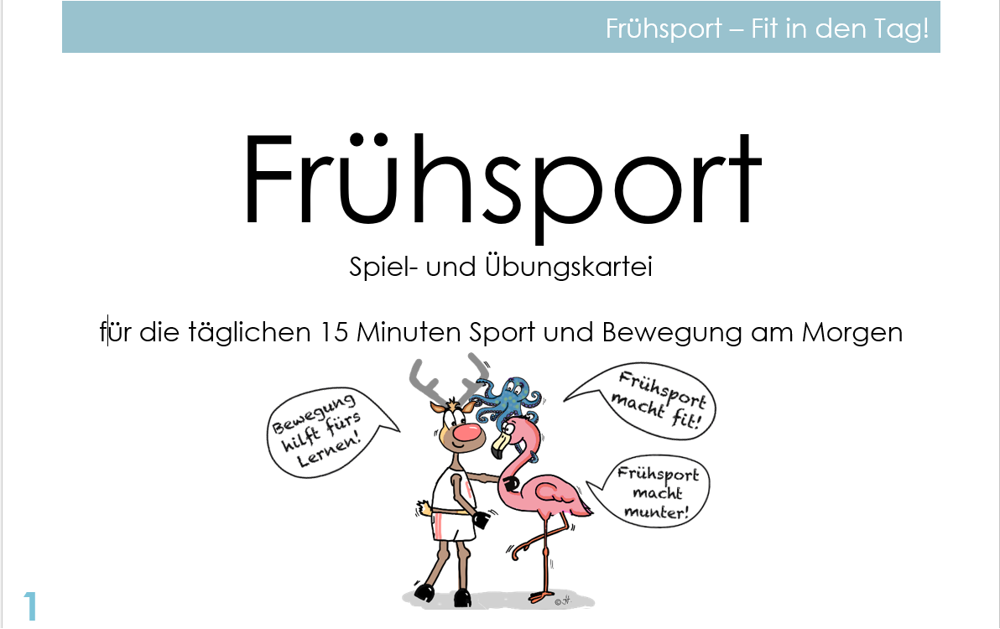 Frühsport – Fit in den Tag!
Frühsport
Spiel- und Übungskartei
für die täglichen 15 Minuten Sport und Bewegung am Morgen
Bewegung
hilft fürs
Lernen!
Frühsport
macht fit!
Frühsport
macht
munter!
1